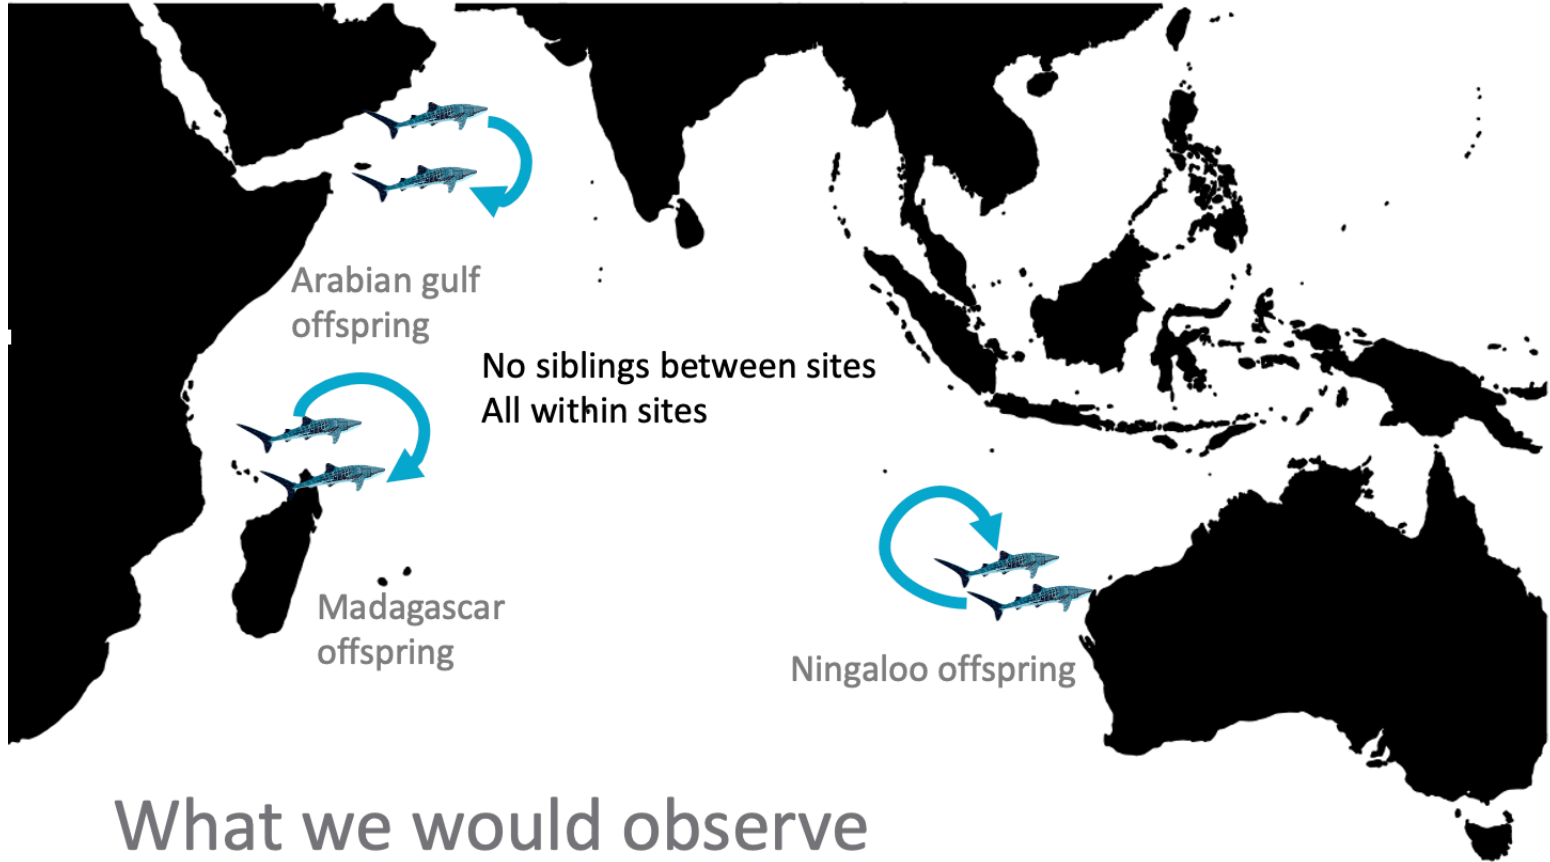 Arabian gulf
offspring
No siblings between sites
All within sites
Madagascar
offspring
Ningaloo offspring
What we would observe